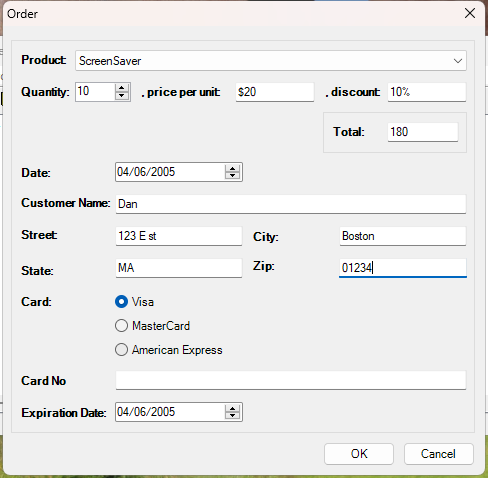 Order
Product: ScreenSaver
Quantity: 10 , price per unit: $20 , discount: 10%
Total: 180
Date: 04/06/2005
Customer Name: Dan
Street: 123 E st City: Boston
State: MA Zip: 01234
Card: Visa
MasterCard
American Express
Card No
Expiration Date: 04/06/2005
OK Cancel